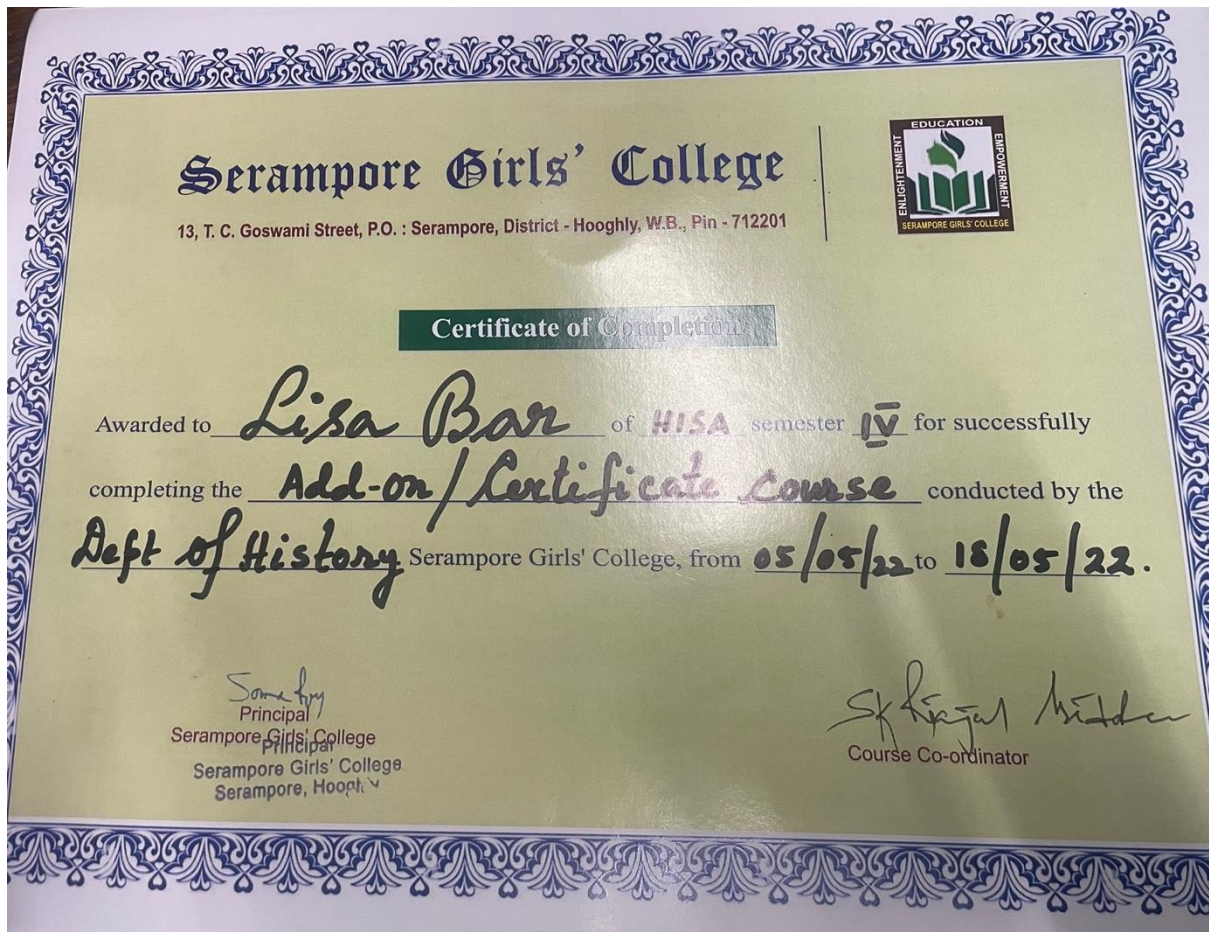 Serampore Girls' College
13, T. C. Goswami Street, P.O. : Serampore, District - Hooghly, W.B., Pin - 712201
EDUCATION
ENLIGHTENMENT
EMPOWERMENT
SERAMPORE GIRLS' COLLEGE
Certificate of Completion
Awarded to Lisa Bar of HISA semester IV for successfully
completing the Add-on / Certificate Course conducted by the
Dept of History Serampore Girls' College, from 05/05/22 to 18/05/22.
Principal
Serampore Girls' College
Principal
Serampore Girls' College
Serampore, Hooghly
SK
Course Co-ordinator